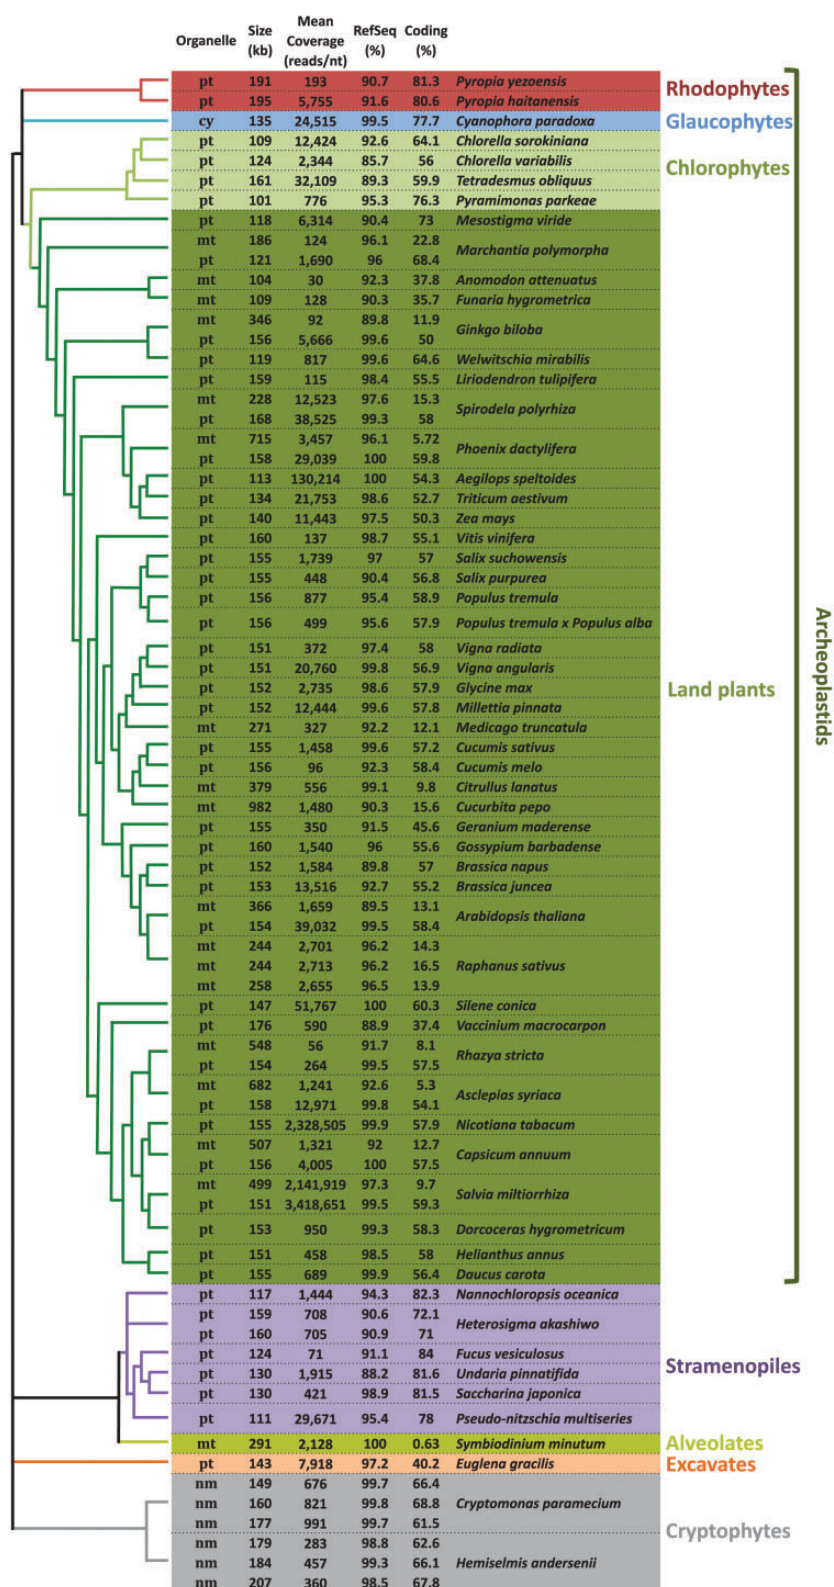 Organelle Size (kb) Mean Coverage (reads/nt) RefSeq (%) Coding (%)
pt 191 193 90.7 81.3 Pyropia yezoensis
Rhodophytes
pt 195 5,755 91.6 80.6 Pyropia haitanensis
cy 135 24,515 99.5 77.7 Cyanophora paradoxa Glaucophytes
pt 109 12,424 92.6 64.1 Chlorella sorokiniana
pt 124 2,344 85.7 56 Chlorella variabilis
Chlorophytes
pt 161 32,109 89.3 59.9 Tetradesmus obliquus
pt 101 776 95.3 76.3 Pyramimonas parkeae
pt 118 6,314 90.4 73 Mesostigma viride
mt 186 124 96.1 22.8
Marchantia polymorpha
pt 121 1,690 96 68.4
mt 104 30 92.3 37.8 Anomodon attenuatus
mt 109 128 90.3 35.7 Funaria hygrometrica
mt 346 92 89.8 11.9
Ginkgo biloba
pt 156 5,666 99.6 50
pt 119 817 99.6 64.6 Welwitschia mirabilis
pt 159 115 98.4 55.5 Liriodendron tulipifera
mt 228 12,523 97.6 15.3
Spirodela polyrhiza
pt 168 38,525 99.3 58
mt 715 3,457 96.1 5.72
Phoenix dactylifera
pt 158 29,039 100 59.8
pt 113 130,214 100 54.3 Aegilops speltoides
pt 134 21,753 98.6 52.7 Triticum aestivum
pt 140 11,443 97.5 50.3 Zea mays
pt 160 137 98.7 55.1 Vitis vinifera
pt 155 1,739 97 57 Salix suchowensis
pt 155 448 90.4 56.8 Salix purpurea
pt 156 877 95.4 58.9 Populus tremula
pt 156 499 95.6 57.9 Populus tremula x Populus alba
pt 151 372 97.4 58 Vigna radiata
pt 151 20,760 99.8 56.9 Vigna angularis
pt 152 2,735 98.6 57.9 Glycine max
Land plants
Archeoplastids
pt 152 12,444 99.6 57.8 Millettia pinnata
mt 271 327 92.2 12.1 Medicago truncatula
pt 155 1,458 99.6 57.2 Cucumis sativus
pt 156 96 92.3 58.4 Cucumis melo
mt 379 556 99.1 9.8 Citrullus lanatus
mt 982 1,480 90.3 15.6 Cucurbita pepo
pt 155 350 91.5 45.6 Geranium maderense
pt 160 1,540 96 55.6 Gossypium barbadense
pt 152 1,584 89.8 57 Brassica napus
pt 153 13,516 92.7 55.2 Brassica juncea
mt 366 1,659 89.5 13.1
Arabidopsis thaliana
pt 154 39,032 99.5 58.4
mt 244 2,701 96.2 14.3
mt 244 2,713 96.2 16.5 Raphanus sativus
mt 258 2,655 96.5 13.9
pt 147 51,767 100 60.3 Silene conica
pt 176 590 88.9 37.4 Vaccinium macrocarpon
mt 548 56 91.7 8.1
Rhazya stricta
pt 154 264 99.5 57.5
mt 682 1,241 92.6 5.3
Asclepias syriaca
pt 158 12,971 99.8 54.1
pt 155 2,328,505 99.9 57.9 Nicotiana tabacum
mt 507 1,321 92 12.7
Capsicum annuum
pt 156 4,005 100 57.5
mt 499 2,141,919 97.3 9.7
Salvia miltiorrhiza
pt 151 3,418,651 99.5 59.3
pt 153 950 99.3 58.3 Dorcoceras hygrometricum
pt 151 458 98.5 58 Helianthus annus
pt 155 689 99.9 56.4 Daucus carota
pt 117 1,444 94.3 82.3 Nannochloropsis oceanica
pt 159 708 90.6 72.1
Heterosigma akashiwo
pt 160 705 90.9 71
pt 124 71 91.1 84 Fucus vesiculosus
Stramenopiles
pt 130 1,915 88.2 81.6 Undaria pinnatifida
pt 130 421 98.9 81.5 Saccharina japonica
pt 111 29,671 95.4 78 Pseudo-nitzschia multiseries
mt 291 2,128 100 0.63 Symbiodinium minutum Alveolates
pt 143 7,918 97.2 40.2 Euglena gracilis Excavates
nm 149 676 99.7 66.4
nm 160 821 99.8 68.8 Cryptomonas paramecium
nm 177 991 99.7 61.5
Cryptophytes
nm 179 283 98.8 62.6
nm 184 457 99.3 66.1 Hemiselmis andersenii
nm 207 360 98.5 67.8